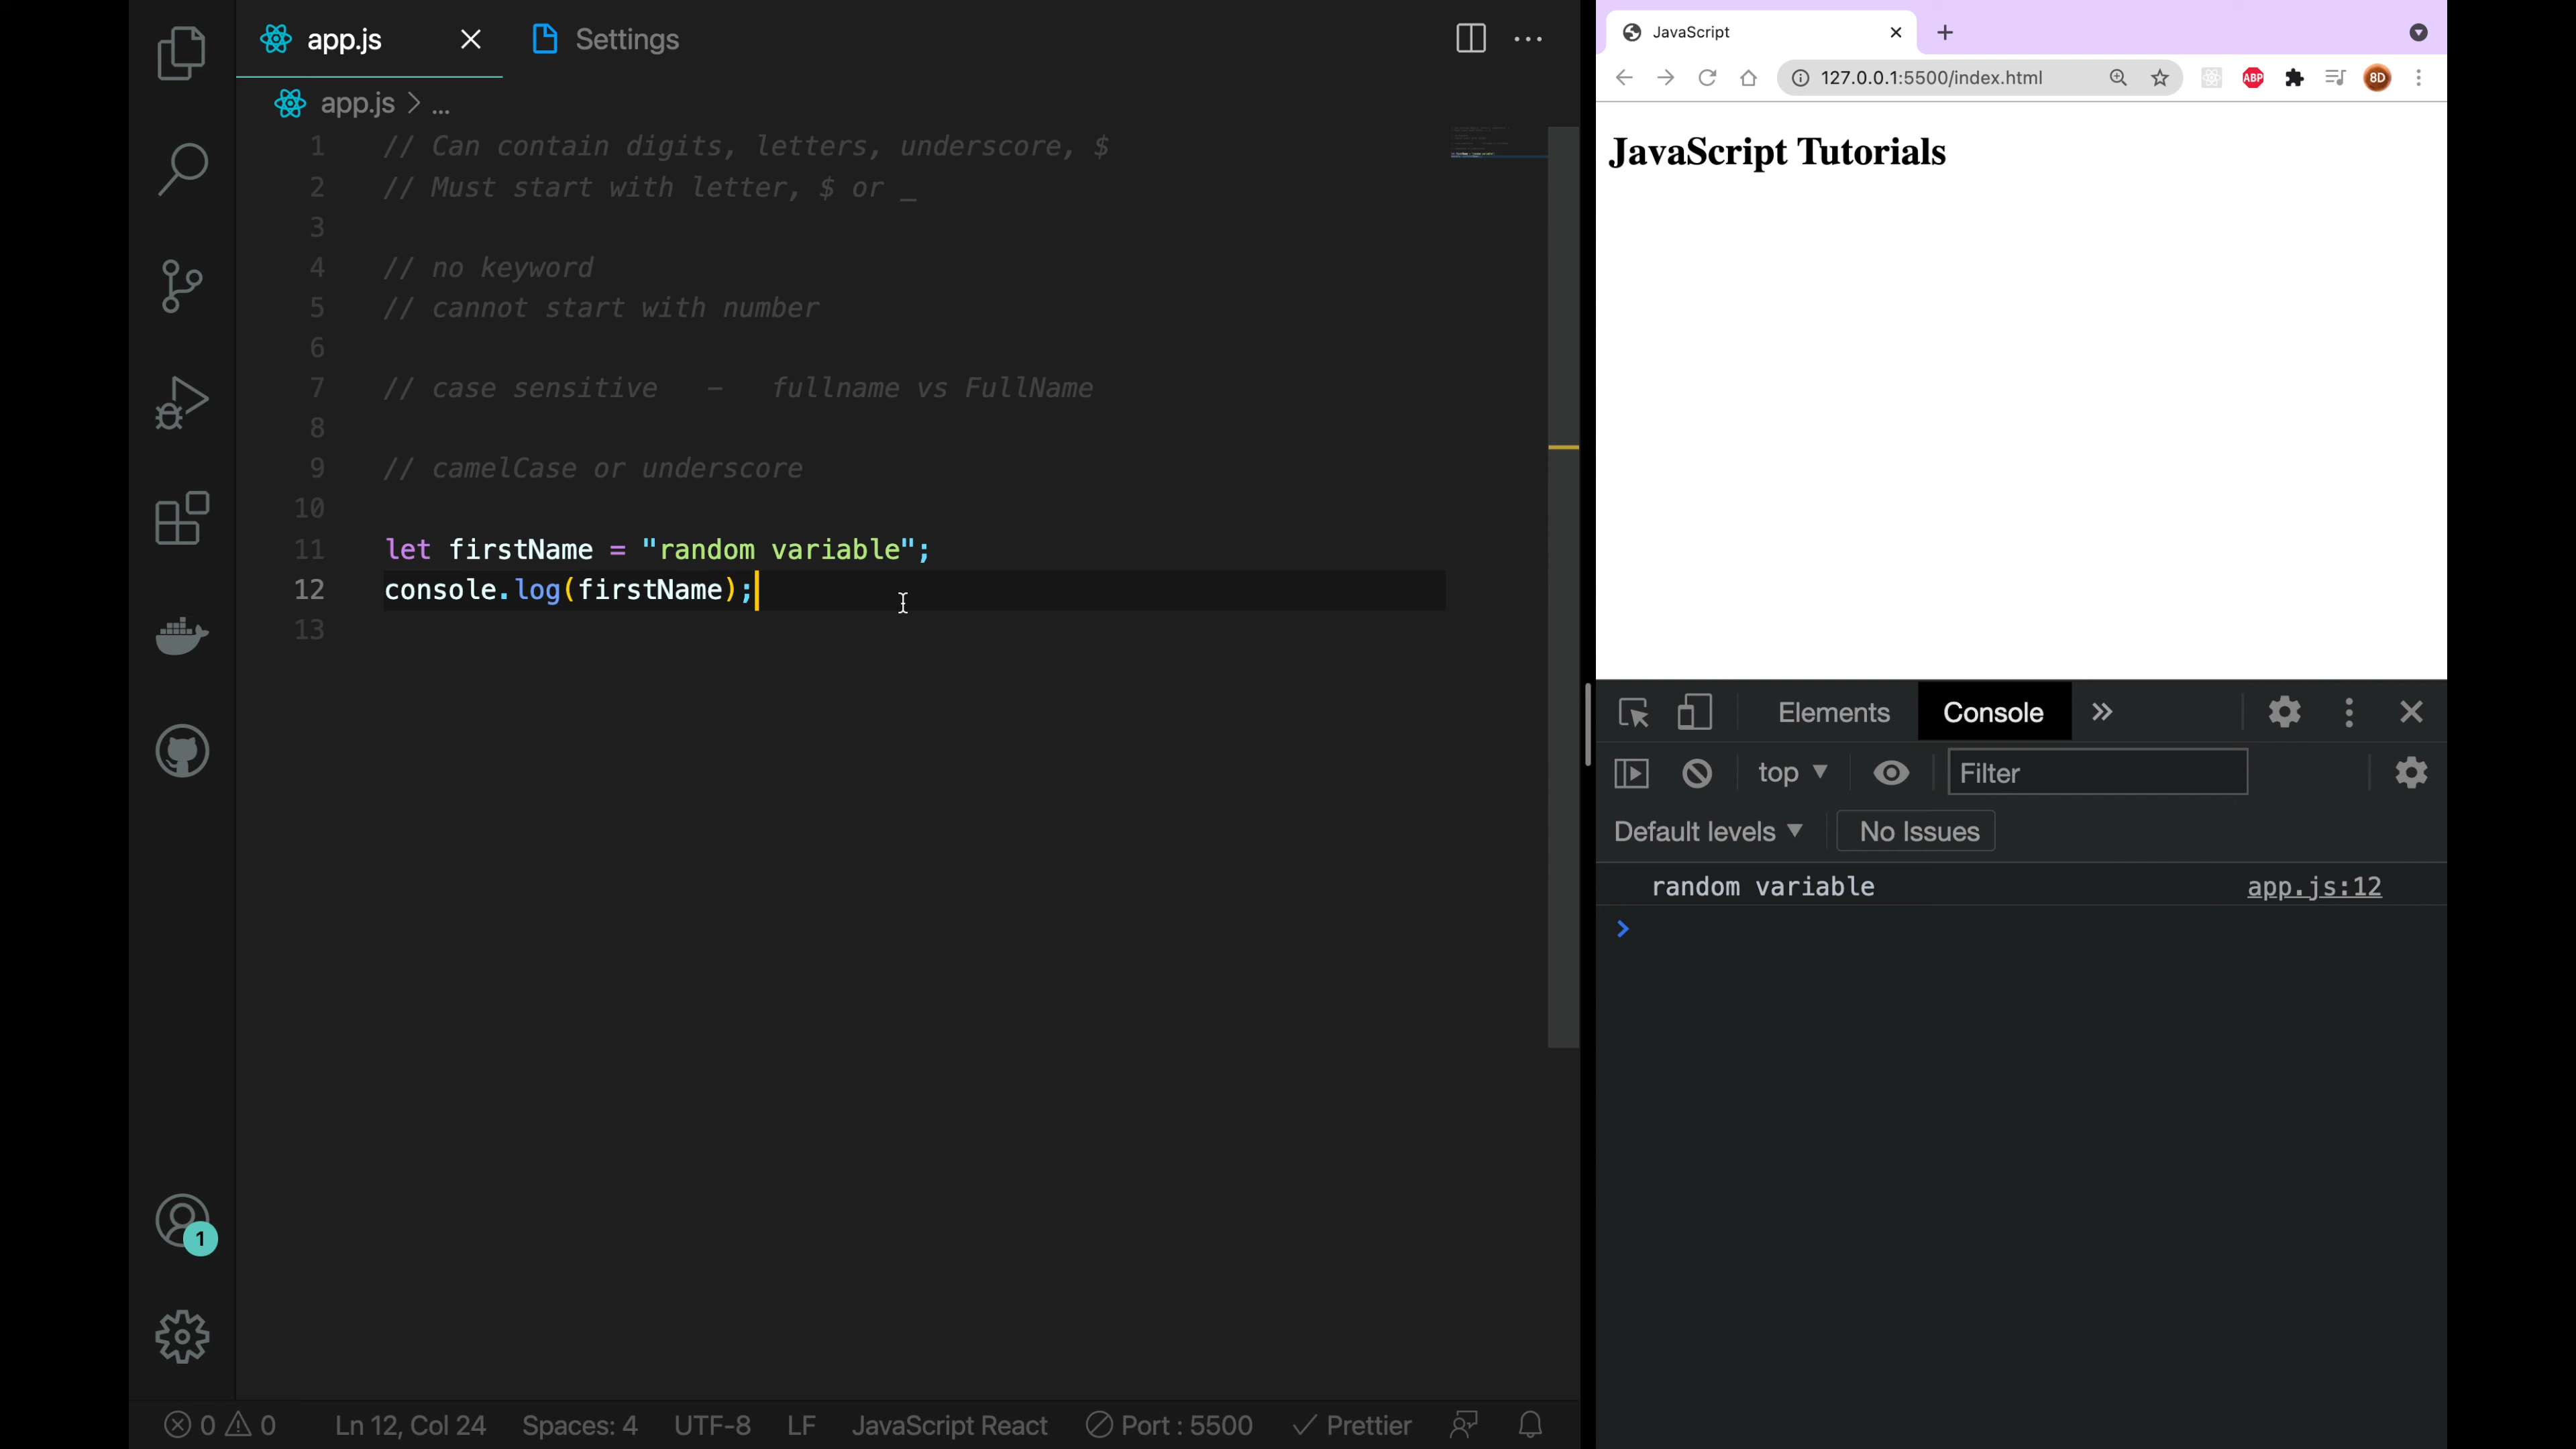 app.js
Settings
app.js > ...
1 // Can contain digits, letters, underscore, $
2 // Must start with letter, $ or _
3
4 // no keyword
5 // cannot start with number
6
7 // case sensitive - fullname vs FullName
8
9 // camelCase or underscore
10
11 let firstName = "random variable";
12 console.log(firstName);
13
1
0 0
Ln 12, Col 24
Spaces: 4
UTF-8
LF
JavaScript React
Port : 5500
Prettier
JavaScript
127.0.0.1:5500/index.html
ABP
8D
JavaScript Tutorials
Elements
Console
top
Filter
Default levels
No Issues
random variable
app.js:12